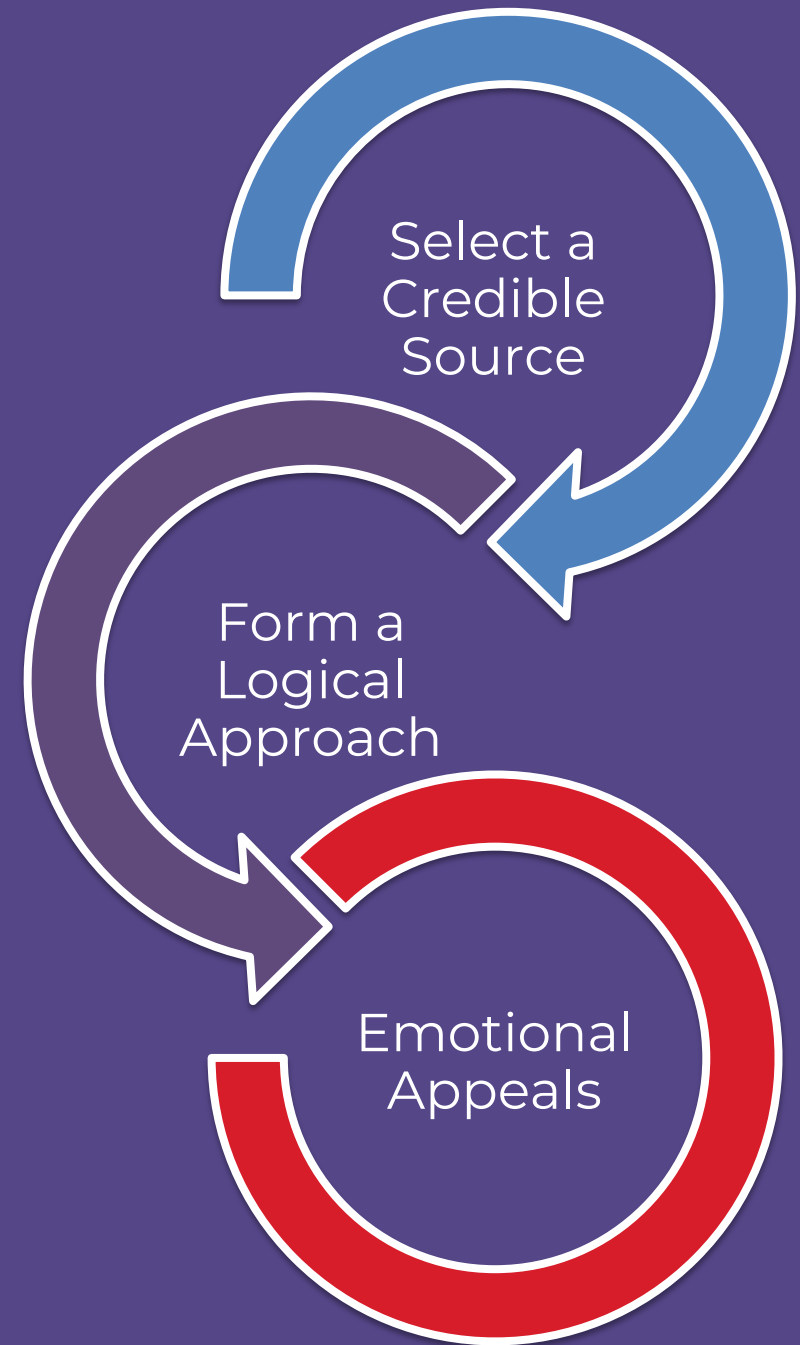 Select a
Credible
Source
Form a
Logical
Approach
Emotional
Appeals